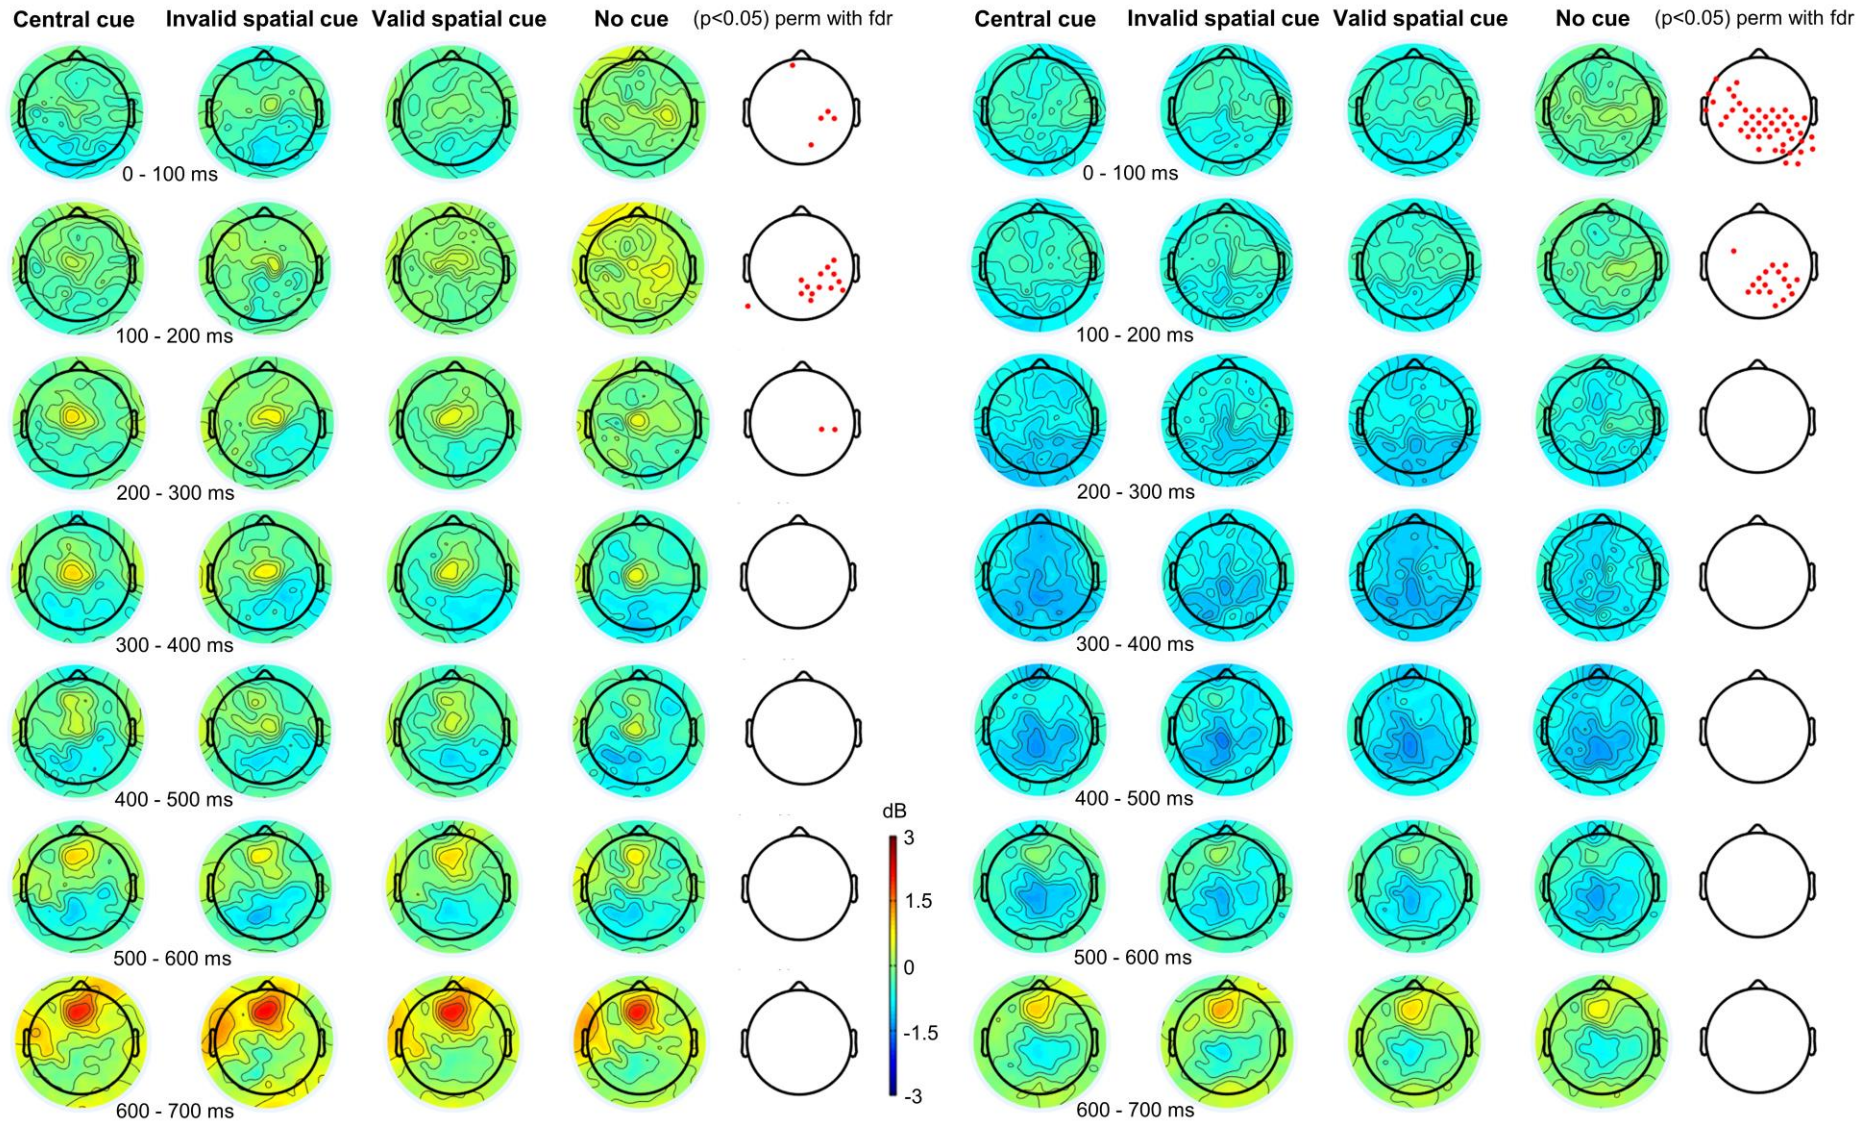 Central cue Invalid spatial cue Valid spatial cue No cue (p<0.05) perm with fdr Central cue Invalid spatial cue Valid spatial cue No cue (p<0.05) perm with fdr
0 - 100 ms 0 - 100 ms
100 - 200 ms 100 - 200 ms
200 - 300 ms 200 - 300 ms
300 - 400 ms 300 - 400 ms
400 - 500 ms 400 - 500 ms
dB
3
1.5
500 - 600 ms 500 - 600 ms
0
-1.5
-3
600 - 700 ms 600 - 700 ms